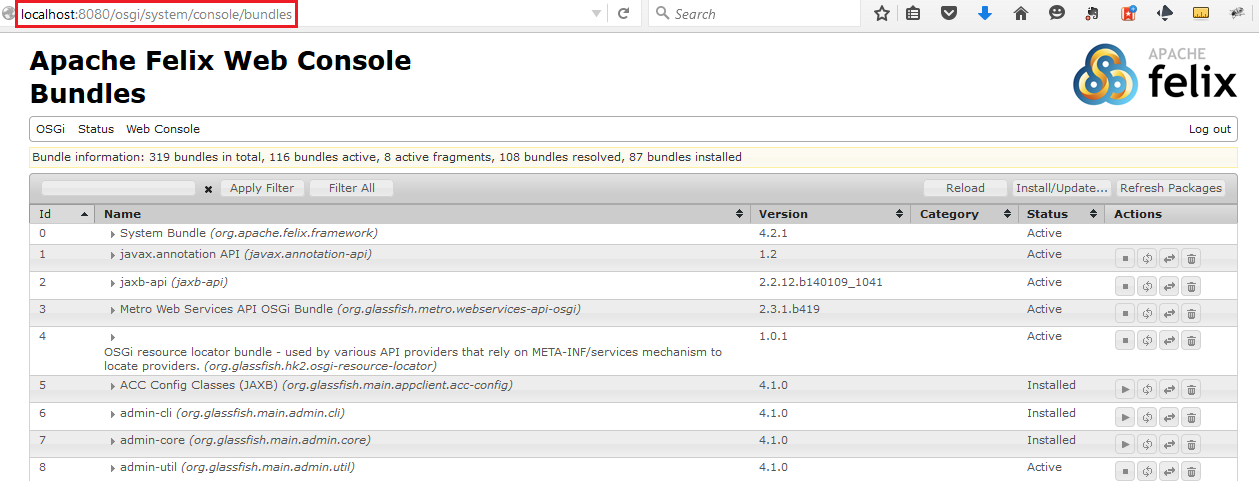 localhost:8080/osgi/system/console/bundles
Search
Apache Felix Web Console
Bundles
APACHE
felix
OSGi Status Web Console Log out
Bundle information: 319 bundles in total, 116 bundles active, 8 active fragments, 108 bundles resolved, 87 bundles installed
Apply Filter Filter All Reload Install/Update... Refresh Packages
Id Name Version Category Status Actions
0 System Bundle (org.apache.felix.framework) 4.2.1 Active
1 javax.annotation API (javax.annotation-api) 1.2 Active
2 jaxb-api (jaxb-api) 2.2.12.b140109_1041 Active
3 Metro Web Services API OSGi Bundle (org.glassfish.metro.webservices-api-osgi) 2.3.1.b419 Active
4 1.0.1 Active
OSGi resource locator bundle - used by various API providers that rely on META-INF/services mechanism to
locate providers. (org.glassfish.hk2.osgi-resource-locator)
5 ACC Config Classes (JAXB) (org.glassfish.main.appclient.acc-config) 4.1.0 Installed
6 admin-cli (org.glassfish.main.admin.cli) 4.1.0 Installed
7 admin-core (org.glassfish.main.admin.core) 4.1.0 Installed
8 admin-util (org.glassfish.main.admin.util) 4.1.0 Active